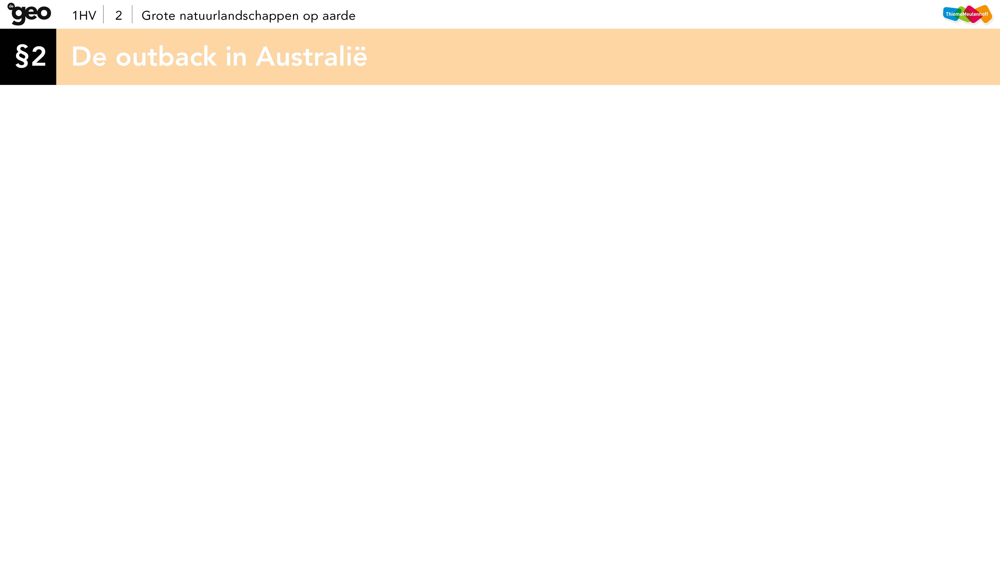 de geo
1HV 2 Grote natuurlandschappen op aarde
ThiemeMeulenhoff
§2 De outback in Australië